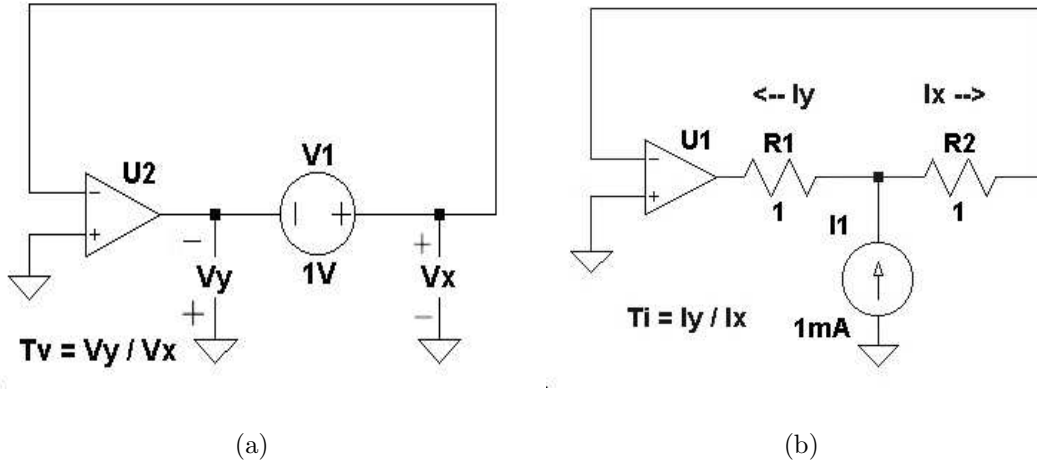 U2
V1
1V
Vy
Vx
Tv = Vy / Vx
(a)
<-- Iy
Ix -->
U1
R1
R2
1
1
I1
1mA
Ti = Iy / Ix
(b)